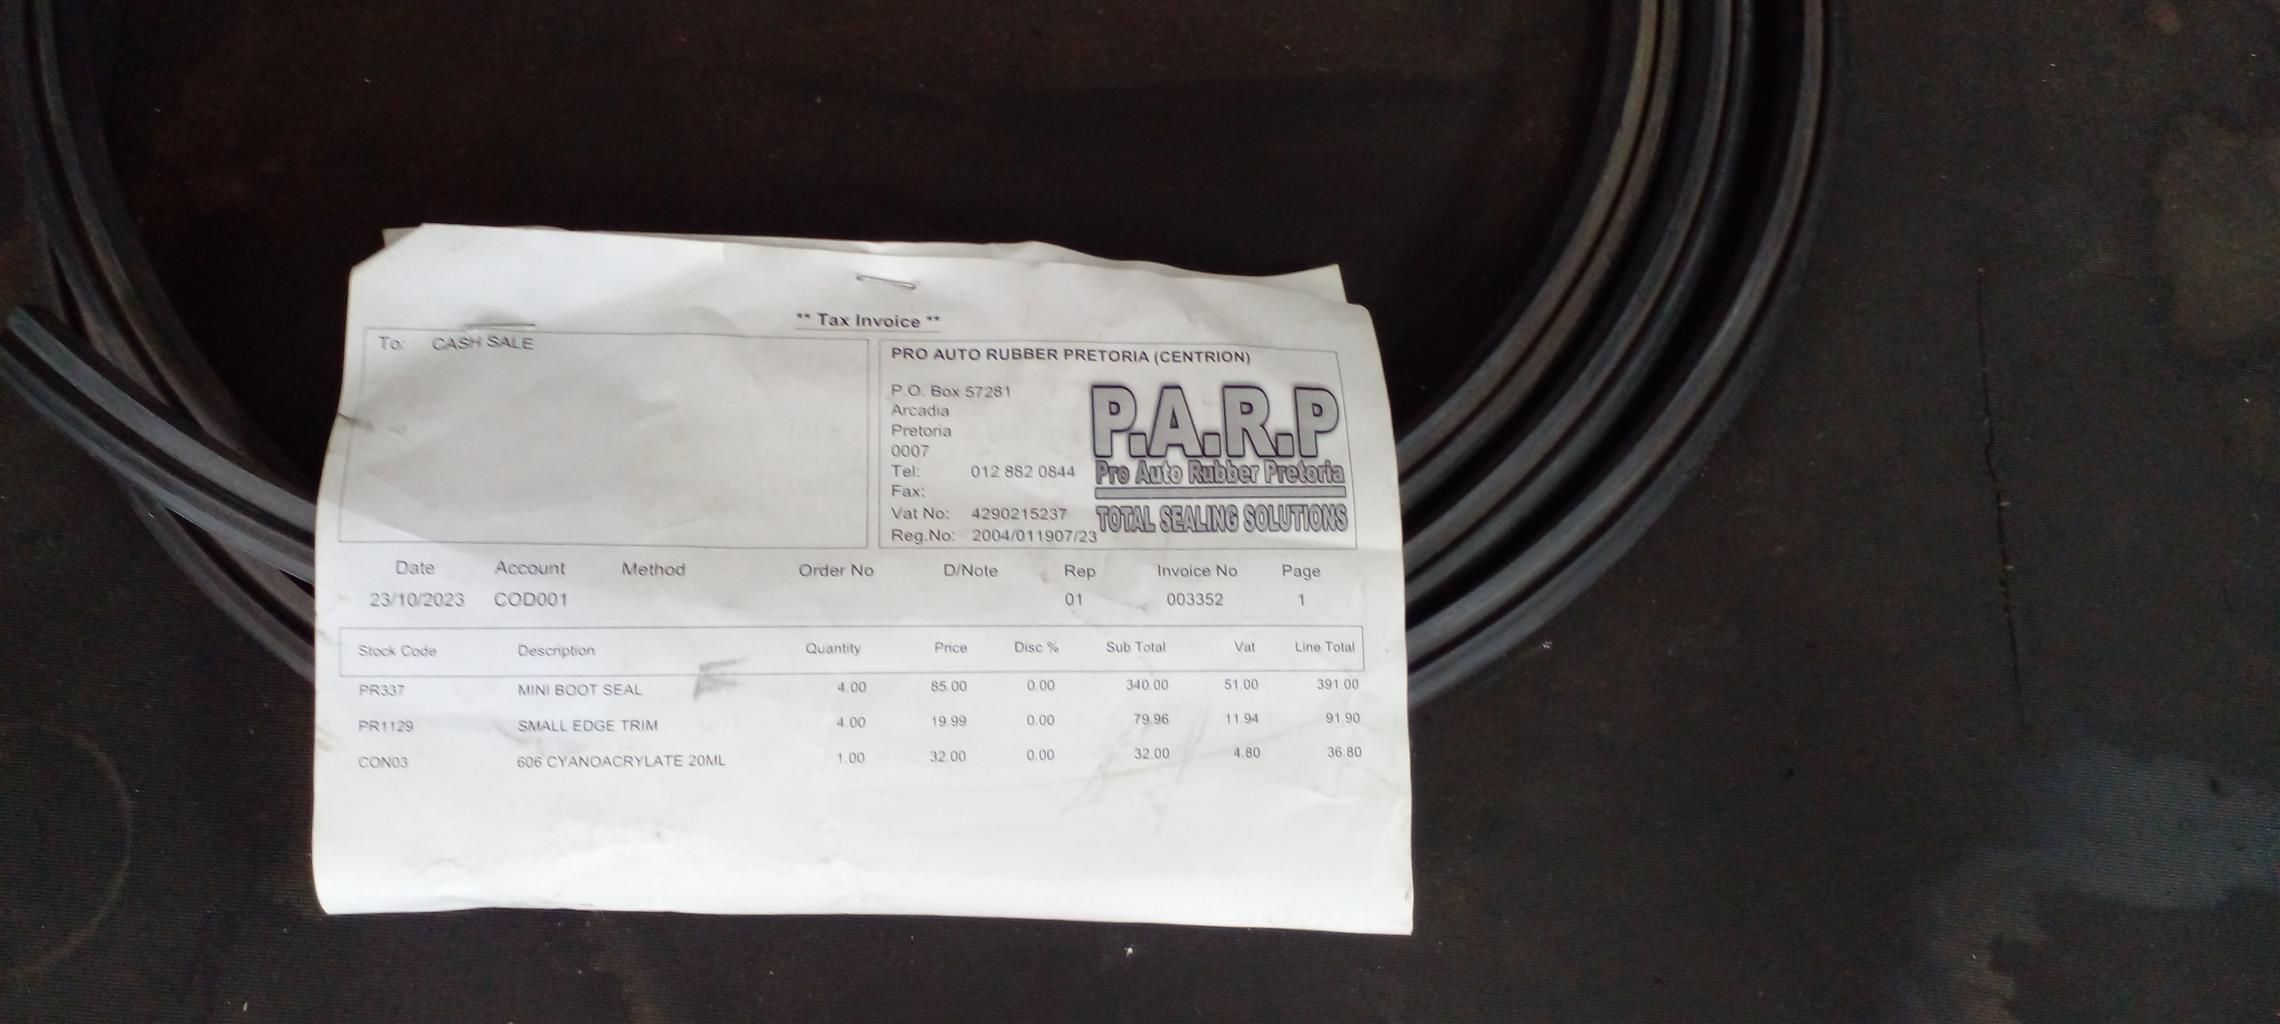 ** Tax Invoice **
To: CASH SALE
PRO AUTO RUBBER PRETORIA (CENTRION)
P.O. Box 57281
Arcadia
Pretoria
0007
Tel: 012 882 0844
Fax:
Vat No: 4290215237
Reg.No: 2004/011907/23
P.A.R.P
Pro Auto Rubber Pretoria
TOTAL SEALING SOLUTIONS
Date Account Method Order No D/Note Rep Invoice No Page
23/10/2023 COD001 01 003352 1
Stock Code Description Quantity Price Disc % Sub Total Vat Line Total
PR337 MINI BOOT SEAL 4.00 85.00 0.00 340.00 51.00 391.00
PR1129 SMALL EDGE TRIM 4.00 19.99 0.00 79.96 11.94 91.90
CON03 606 CYANOACRYLATE 20ML 1.00 32.00 0.00 32.00 4.80 36.80